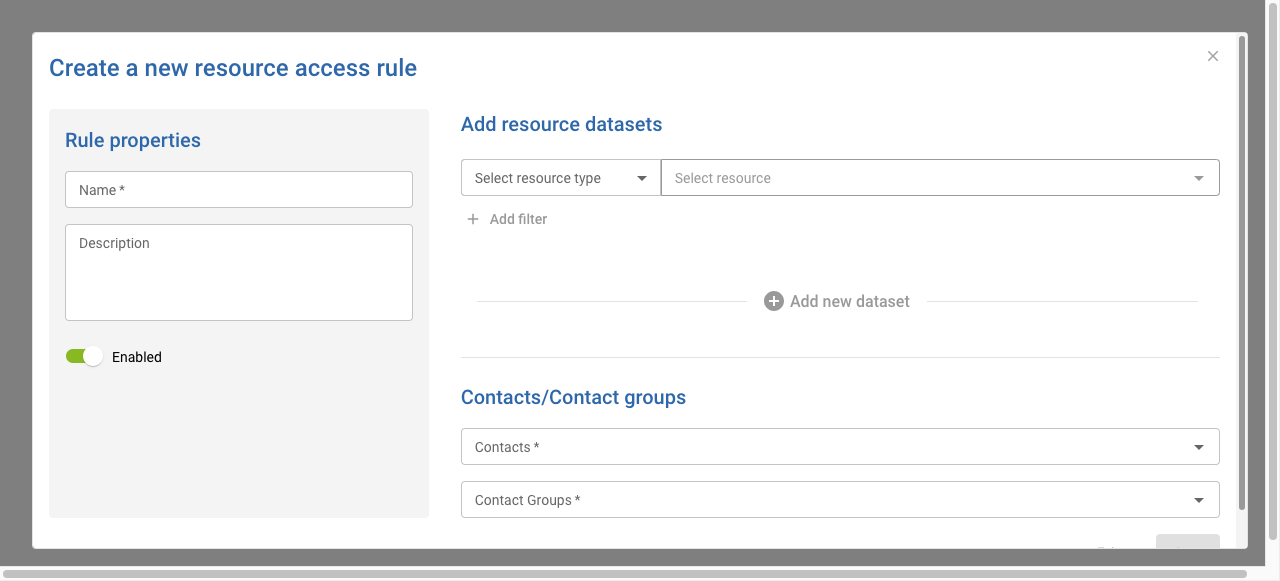 Create a new resource access rule
Rule properties
Name *
Description
Enabled
Add resource datasets
Select resource type
Select resource
Add filter
Add new dataset
Contacts/Contact groups
Contacts *
Contact Groups *